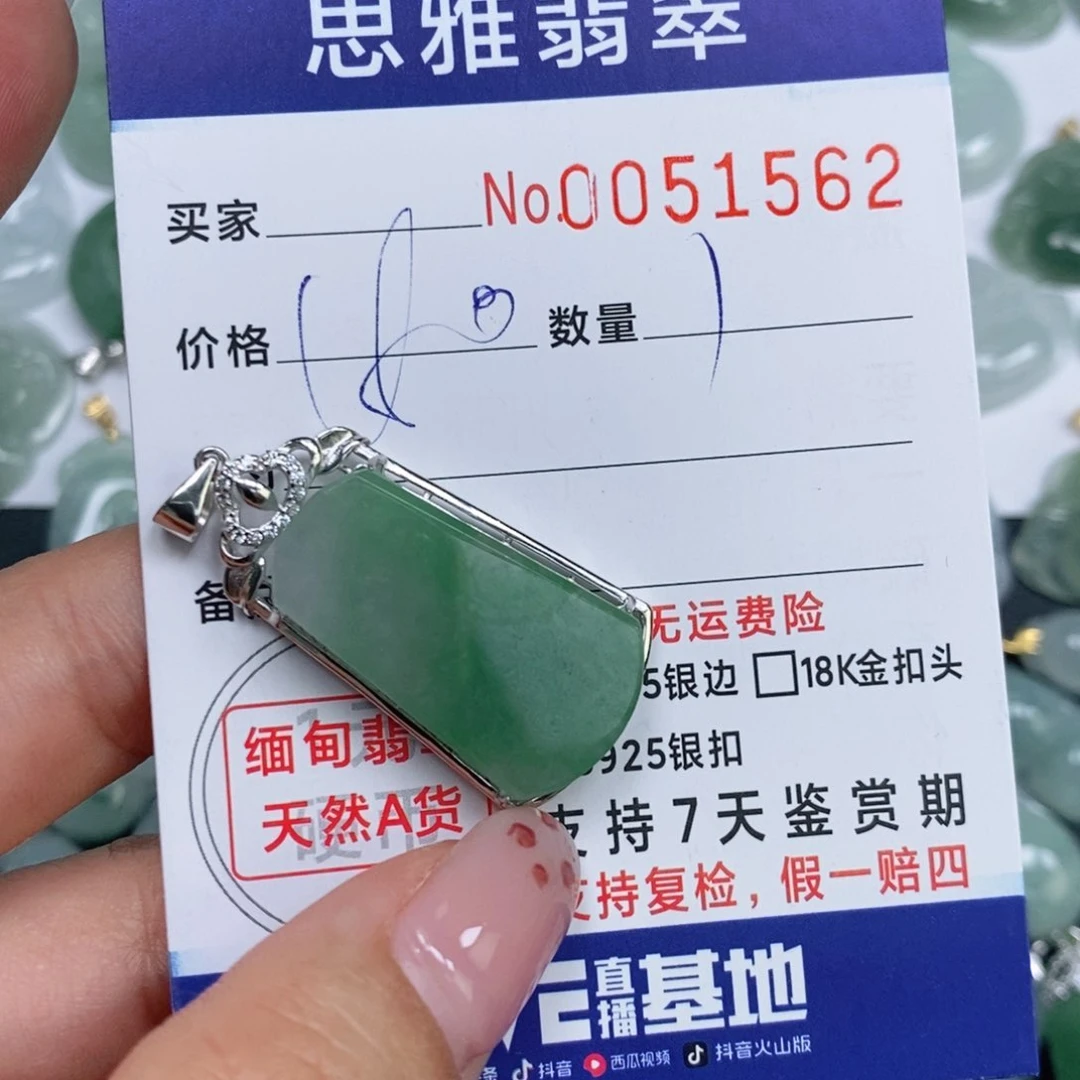 思雅翡翠
买家 No.0051562
价格 数量
备
无运费险
5银边 □18K金扣头
925银扣
缅甸翡
天然A货
硬币
支持7天鉴赏期
支持复检，假一赔四
直播基地
抖音 西瓜视频 抖音火山版